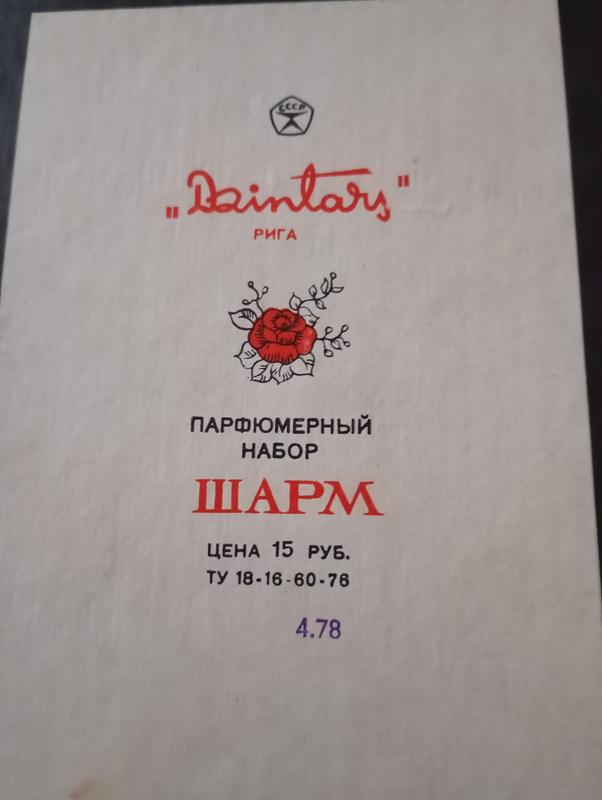 СССР
„Dzintars"
РИГА
ПАРФЮМЕРНЫЙ
НАБОР
ШАРМ
ЦЕНА 15 РУБ.
ТУ 18-16-60-76
4.78